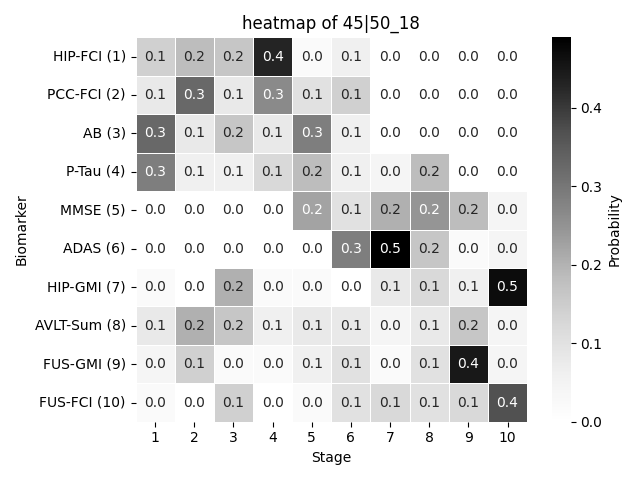 heatmap of 45|50_18
Biomarker
HIP-FCI (1) 0.1 0.2 0.2 0.4 0.0 0.1 0.0 0.0 0.0 0.0
PCC-FCI (2) 0.1 0.3 0.1 0.3 0.1 0.1 0.0 0.0 0.0 0.0
AB (3) 0.3 0.1 0.2 0.1 0.3 0.1 0.0 0.0 0.0 0.0
P-Tau (4) 0.3 0.1 0.1 0.1 0.2 0.1 0.0 0.2 0.0 0.0
MMSE (5) 0.0 0.0 0.0 0.0 0.2 0.1 0.2 0.2 0.2 0.0
ADAS (6) 0.0 0.0 0.0 0.0 0.0 0.3 0.5 0.2 0.0 0.0
HIP-GMI (7) 0.0 0.0 0.2 0.0 0.0 0.0 0.1 0.1 0.1 0.5
AVLT-Sum (8) 0.1 0.2 0.2 0.1 0.1 0.1 0.0 0.1 0.2 0.0
FUS-GMI (9) 0.0 0.1 0.0 0.0 0.1 0.1 0.0 0.1 0.4 0.0
FUS-FCI (10) 0.0 0.0 0.1 0.0 0.0 0.1 0.1 0.1 0.1 0.4
1 2 3 4 5 6 7 8 9 10
Stage
0.4
0.3
0.2
0.1
0.0
Probability